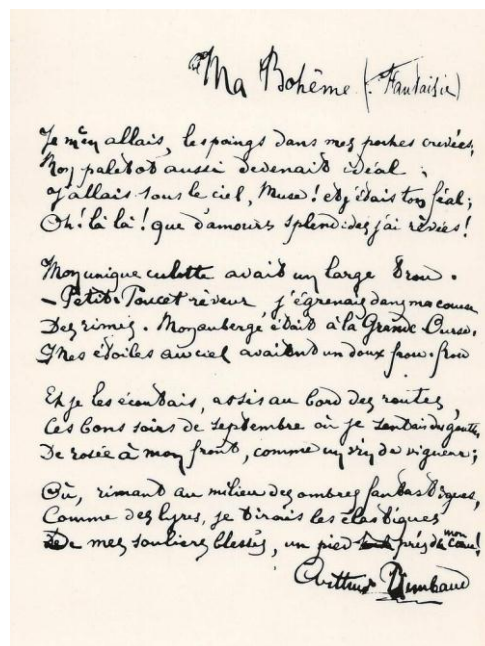 Ma Bohême. (Fantaisie)
Je m'en allais, les poings dans mes poches crevées;
Mon paletot aussi devenait idéal;
J'allais sous le ciel, Muse! et j'étais ton féal;
Oh! là là! que d'amours splendides j'ai rêvées!
Mon unique culotte avait un large trou.
– Petit-Poucet rêveur, j'égrenais dans ma course
Des rimes. Mon auberge était à la Grande-Ourse.
– Mes étoiles au ciel avaient un doux frou-frou
Et je les écoutais, assis au bord des routes,
Ces bons soirs de septembre où je sentais des gouttes
De rosée à mon front, comme un vin de vigueur;
Où, rimant au milieu des ombres fantastiques,
Comme des lyres, je tirais les élastiques
De mes souliers blessés, un pied près de mon coeur!
Arthur Rimbaud